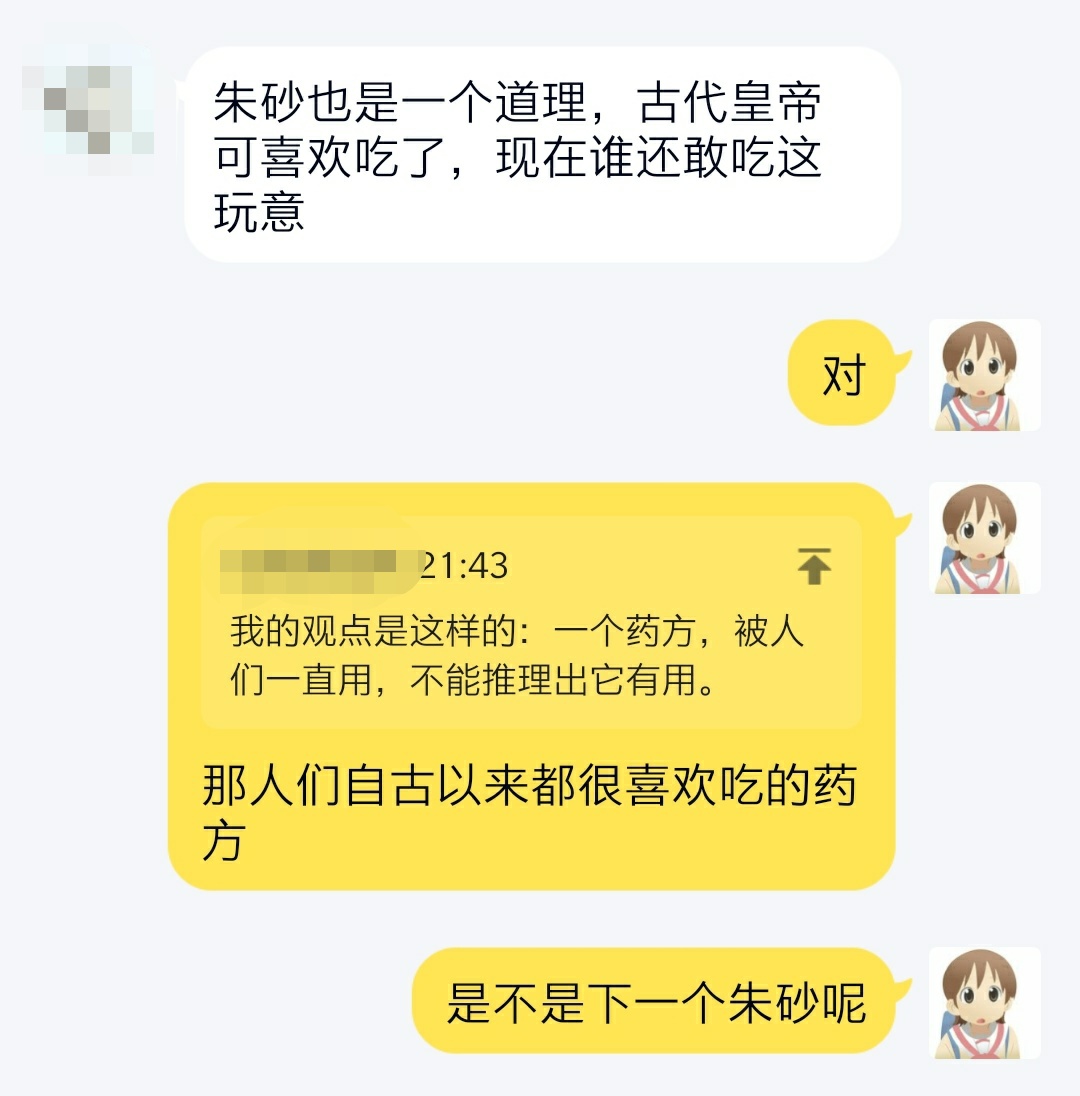 朱砂也是一个道理，古代皇帝
可喜欢吃了，现在谁还敢吃这
玩意
对
21:43
我的观点是这样的：一个药方，被人
们一直用，不能推理出它有用。
那人们自古以来都很喜欢吃的药
方
是不是下一个朱砂呢